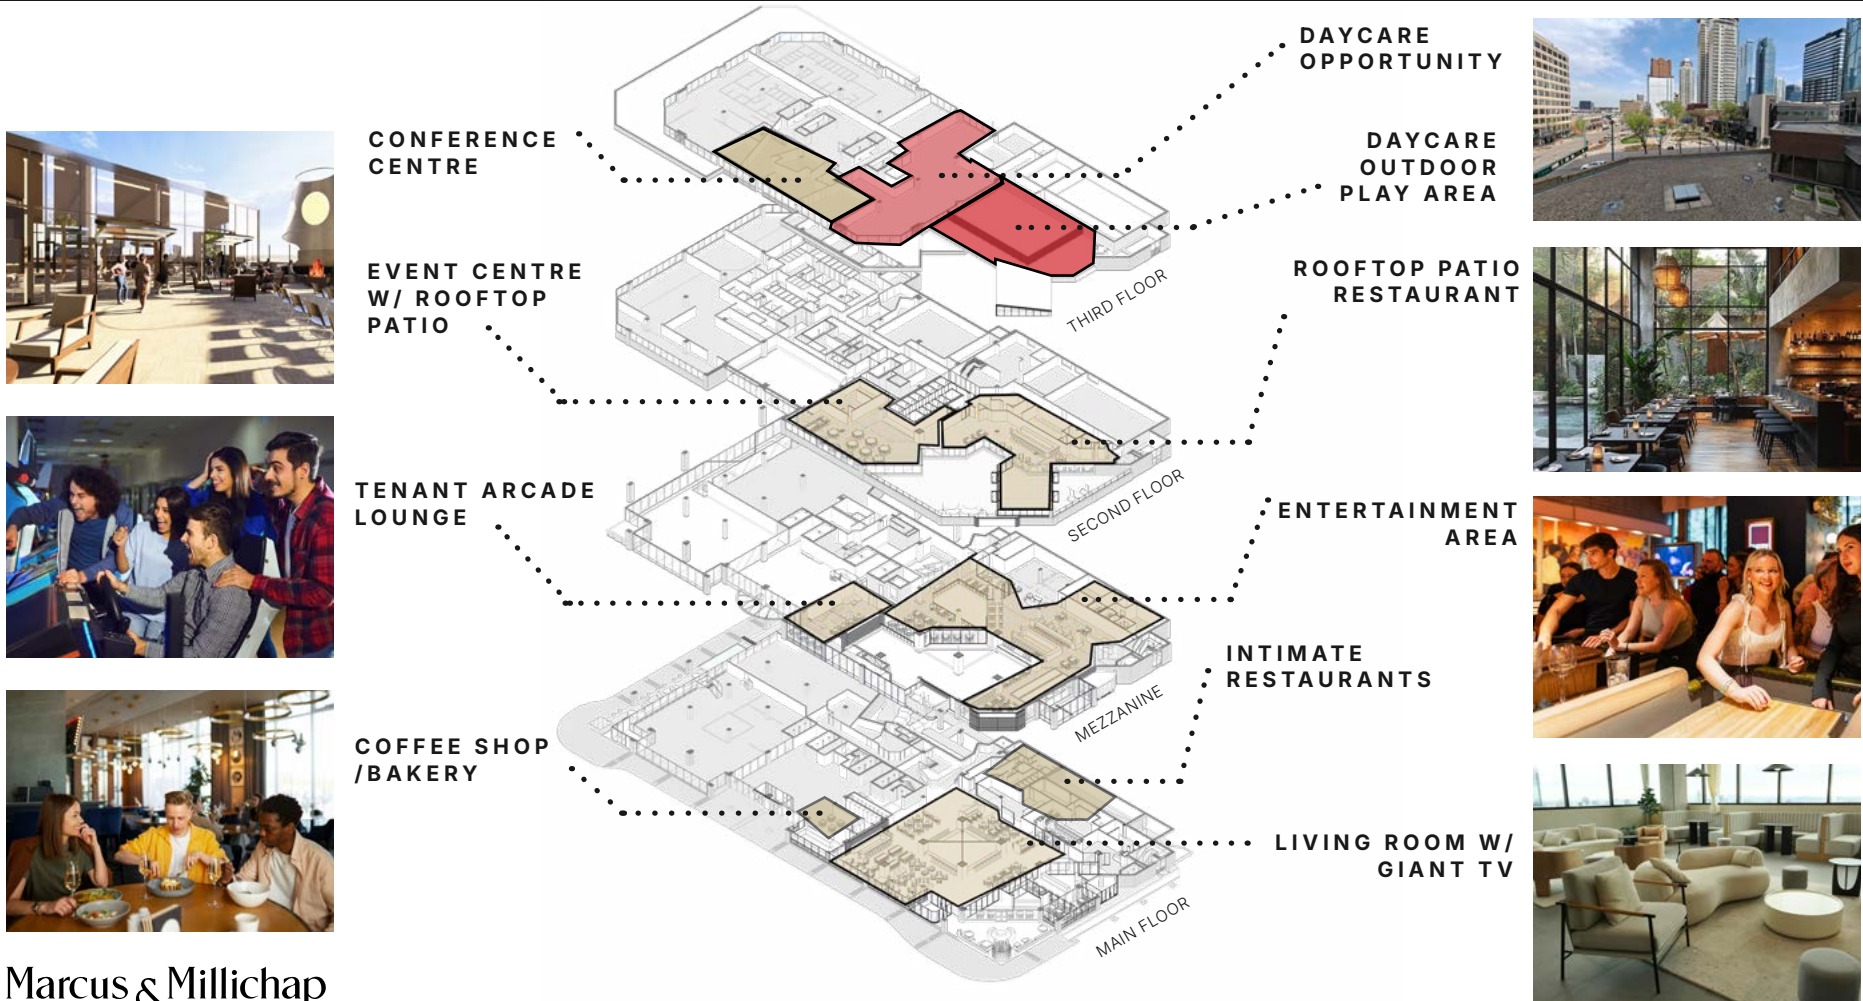 DAYCARE
OPPORTUNITY
CONFERENCE
CENTRE
DAYCARE
OUTDOOR
PLAY AREA
EVENT CENTRE
W/ ROOFTOP
PATIO
ROOFTOP PATIO
RESTAURANT
THIRD FLOOR
TENANT ARCADE
LOUNGE
SECOND FLOOR
ENTERTAINMENT
AREA
INTIMATE
RESTAURANTS
MEZZANINE
COFFEE SHOP
/BAKERY
LIVING ROOM W/
GIANT TV
MAIN FLOOR
Marcus & Millichap